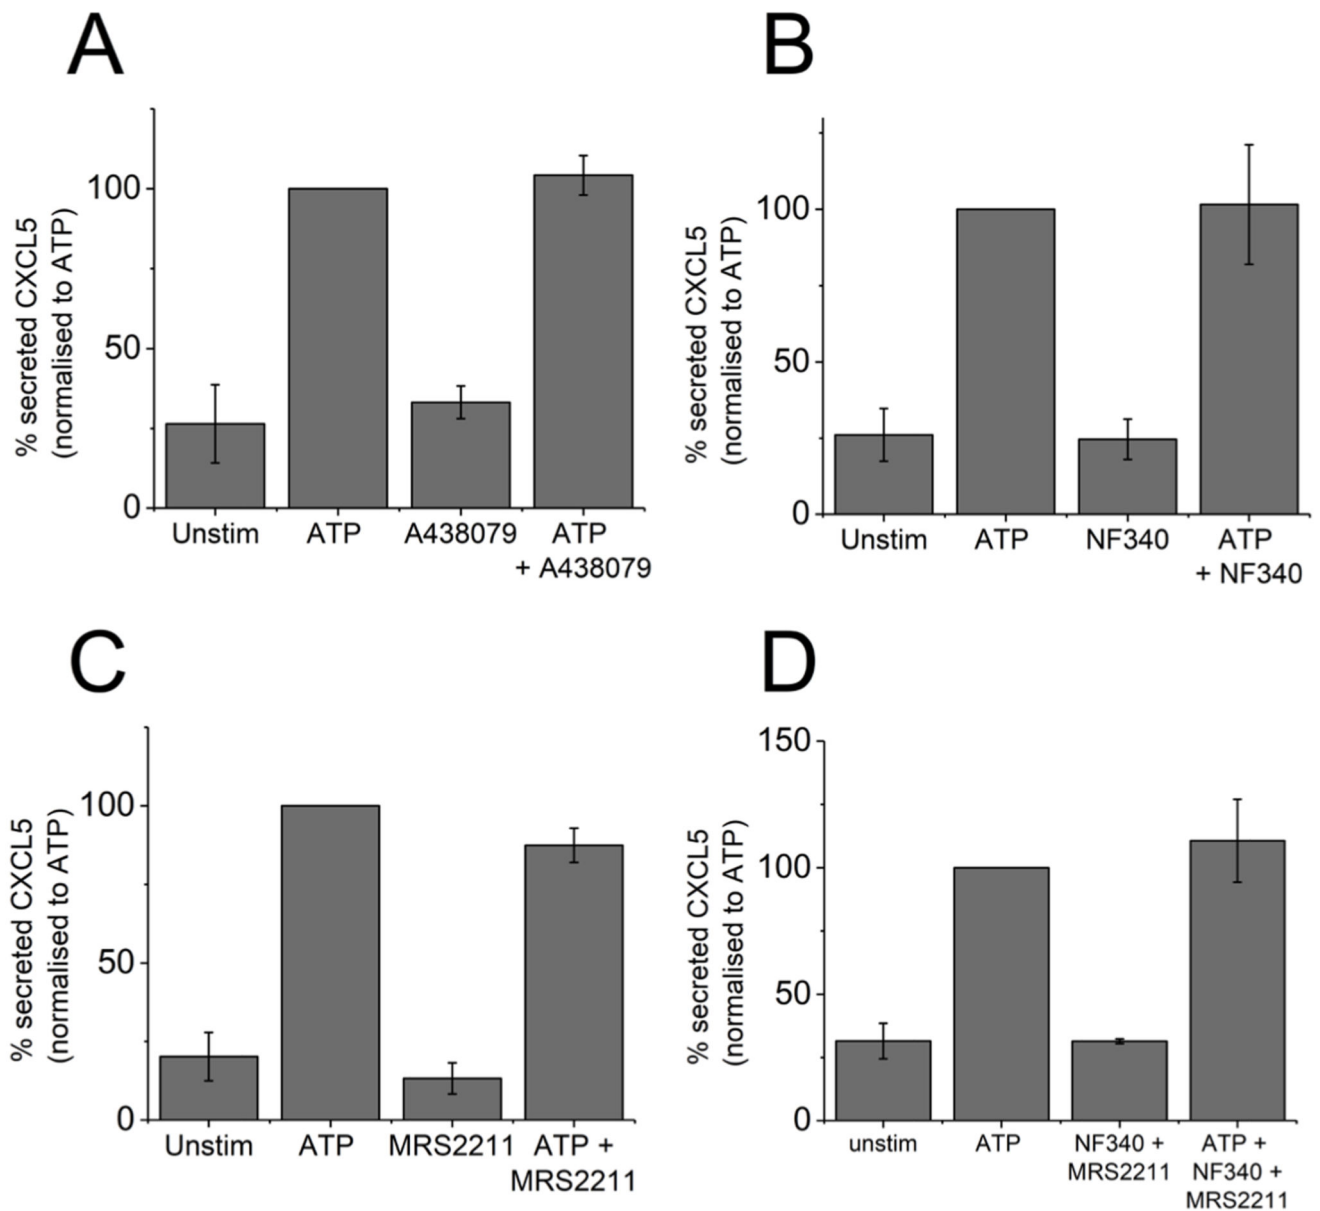 A
% secreted CXCL5
(normalised to ATP)
100
50
0
Unstim
ATP
A438079
ATP
+ A438079
B
% secreted CXCL5
(normalised to ATP)
100
50
0
Unstim
ATP
NF340
ATP
+ NF340
C
% secreted CXCL5
(normalised to ATP)
100
50
0
Unstim
ATP
MRS2211
ATP +
MRS2211
D
% secreted CXCL5
(normalised to ATP)
150
100
50
0
unstim
ATP
NF340 +
MRS2211
ATP +
NF340 +
MRS2211